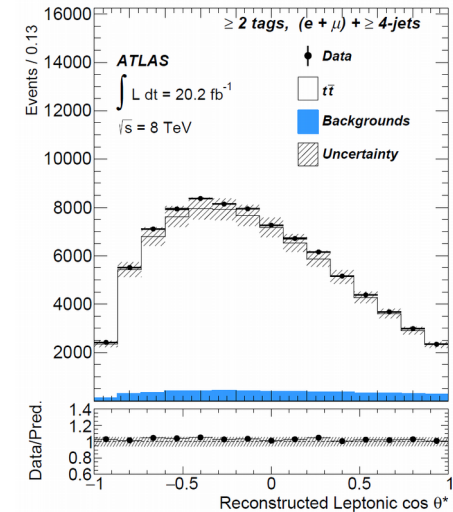 ≥ 2 tags, (e + μ) + ≥ 4-jets
ATLAS
∫ L dt = 20.2 fb⁻¹
√s = 8 TeV
Data
tt̅
Backgrounds
Uncertainty
Events / 0.13
16000
14000
12000
10000
8000
6000
4000
2000
Data/Pred.
1.4
1.2
1
0.8
0.6
−1 −0.5 0 0.5 1
Reconstructed Leptonic cos θ*